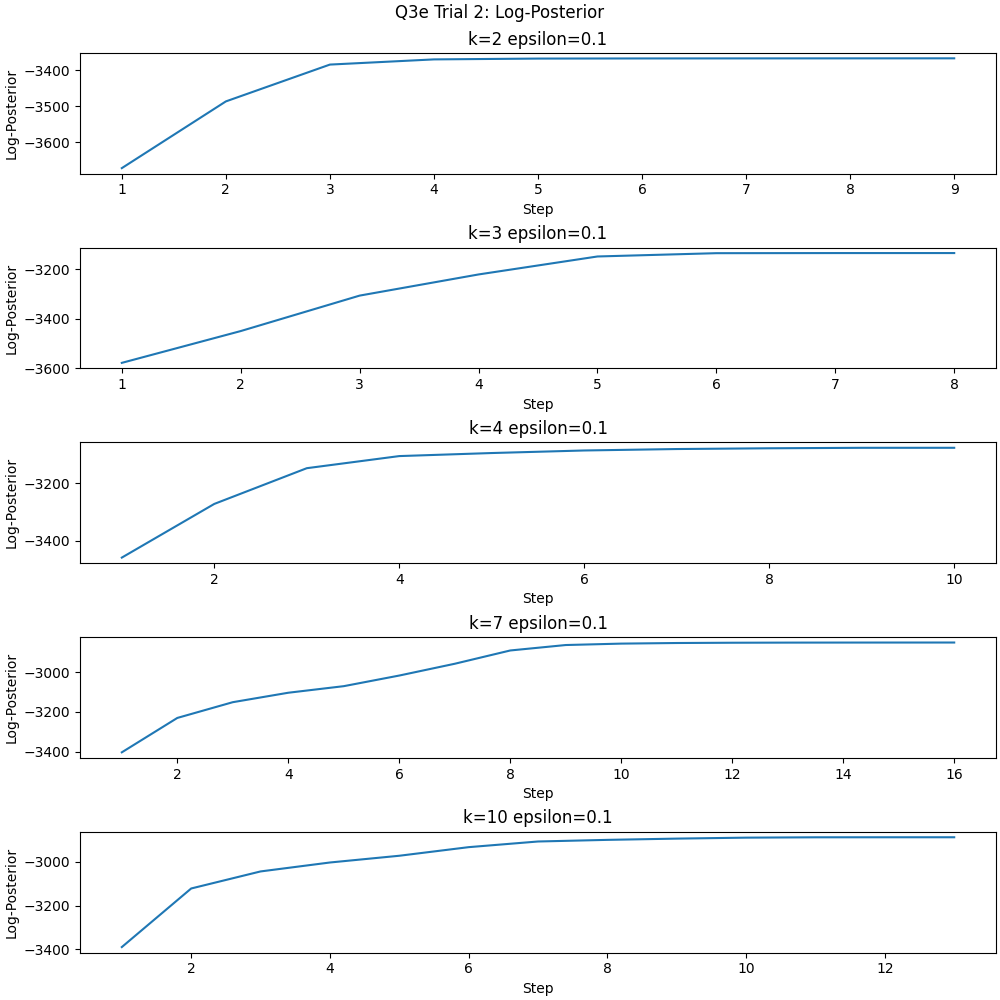 Q3e Trial 2: Log-Posterior
k=2 epsilon=0.1
Log-Posterior
−3400
−3500
−3600
1 2 3 4 5 6 7 8 9
Step
k=3 epsilon=0.1
Log-Posterior
−3200
−3400
−3600
1 2 3 4 5 6 7 8
Step
k=4 epsilon=0.1
Log-Posterior
−3200
−3400
2 4 6 8 10
Step
k=7 epsilon=0.1
Log-Posterior
−3000
−3200
−3400
2 4 6 8 10 12 14 16
Step
k=10 epsilon=0.1
Log-Posterior
−3000
−3200
−3400
2 4 6 8 10 12
Step